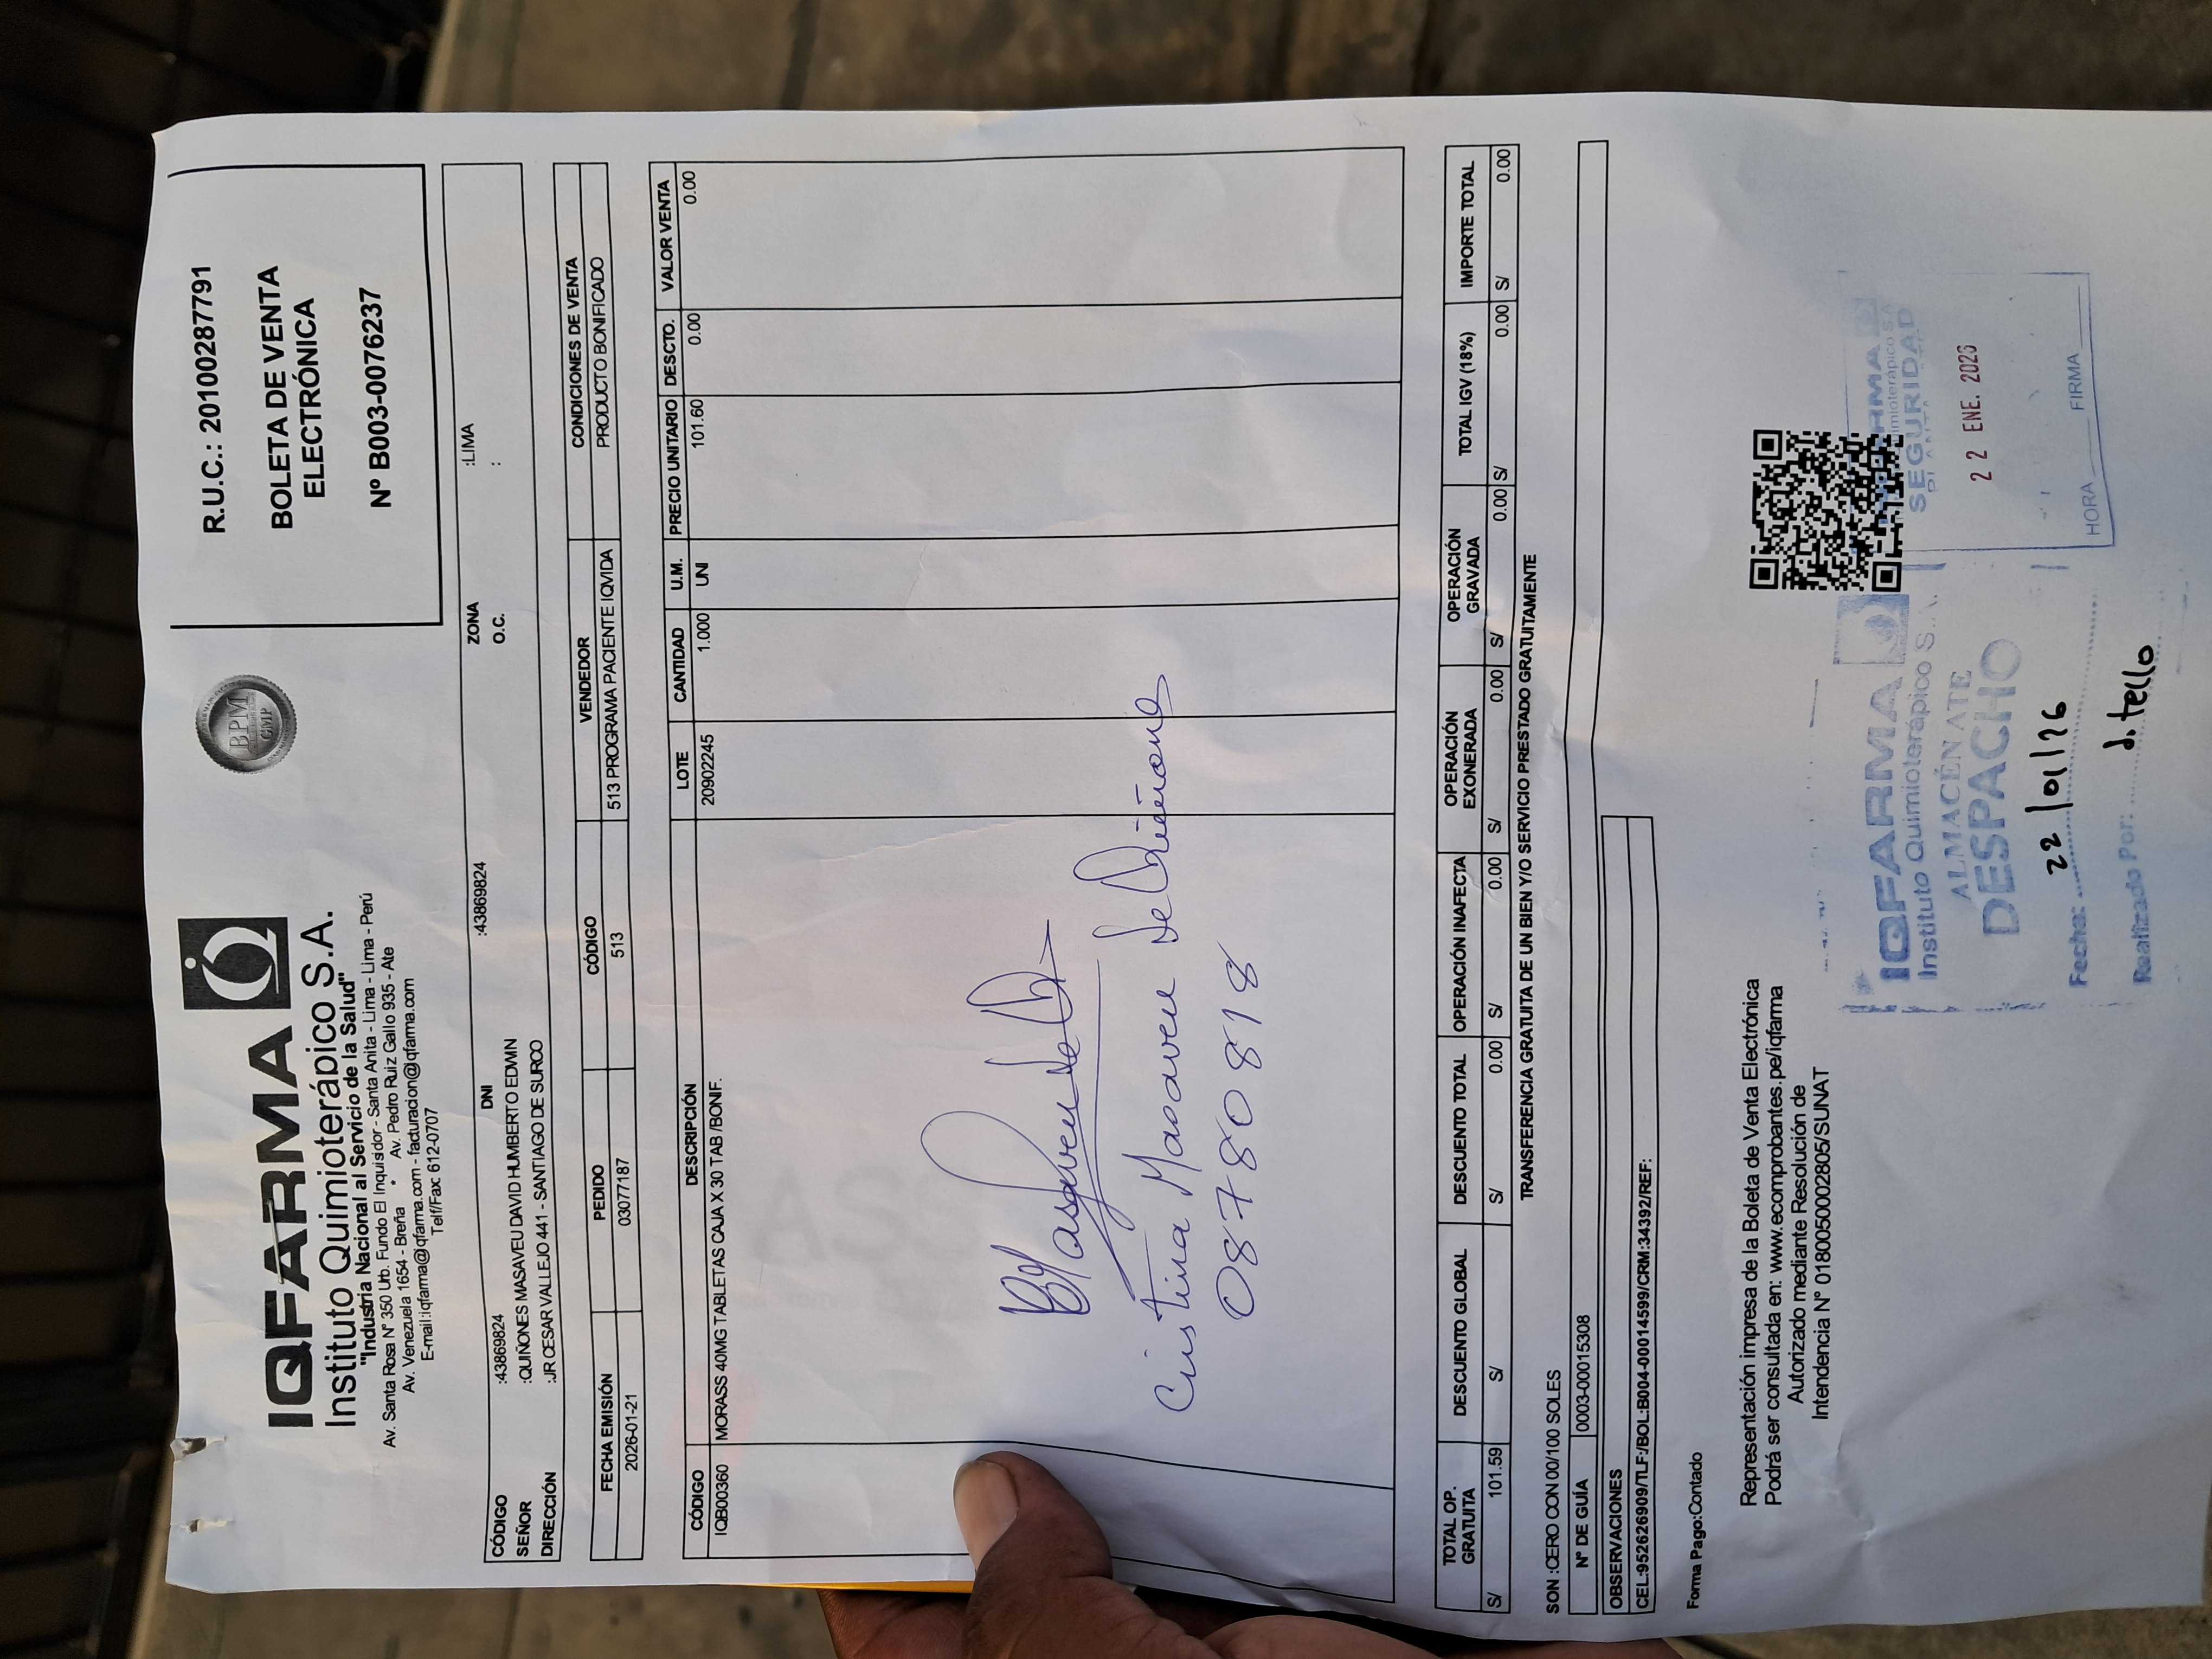 IQFARMA
Instituto Quimioterápico S.A.
"Industria Nacional al Servicio de la Salud"
Av. Santa Rosa Nº 350 Urb. Fundo El Inquisidor - Santa Anita - Lima - Lima - Perú
Av. Venezuela 1654 - Breña • Av. Pedro Ruiz Gallo 935 - Ate
E-mail:iqfarma@iqfarma.com - facturacion@iqfarma.com
Telf/Fax: 612-0707
BPM
GMP
R.U.C.: 20100287791
BOLETA DE VENTA
ELECTRÓNICA
Nº B003-0076237
CÓDIGO :43869824 DNI :43869824 ZONA :LIMA
SEÑOR :QUIÑONES MASAVEU DAVID HUMBERTO EDWIN O.C. :
DIRECCIÓN :JR CESAR VALLEJO 441 - SANTIAGO DE SURCO
FECHA EMISIÓN PEDIDO CÓDIGO VENDEDOR CONDICIONES DE VENTA
2026-01-21 03077187 513 513 PROGRAMA PACIENTE IQVIDA PRODUCTO BONIFICADO
CÓDIGO DESCRIPCIÓN LOTE CANTIDAD U.M. PRECIO UNITARIO DESCTO. VALOR VENTA
IQB00360 MORASS 40MG TABLETAS CAJA X 30 TAB /BONIF. 20902245 1.000 UNI 101.60 0.00 0.00
Cristina Masaveu de Quiñones
08780818
TOTAL OP. GRATUITA DESCUENTO GLOBAL DESCUENTO TOTAL OPERACIÓN INAFECTA OPERACIÓN EXONERADA OPERACIÓN GRAVADA TOTAL IGV (18%) IMPORTE TOTAL
S/ 101.59 S/ S/ 0.00 S/ 0.00 S/ 0.00 S/ 0.00 S/ 0.00 S/ 0.00
TRANSFERENCIA GRATUITA DE UN BIEN Y/O SERVICIO PRESTADO GRATUITAMENTE
SON :CERO CON 00/100 SOLES
Nº DE GUÍA 0003-00015308
OBSERVACIONES
CEL:952626909/TLF:/BOL:B004-00014599/CRM:34392/REF:
Forma Pago:Contado
Representación impresa de la Boleta de Venta Electrónica
Podrá ser consultada en: www.ecomprobantes.pe/iqfarma
Autorizado mediante Resolución de
Intendencia Nº 0180050002805/SUNAT
IQFARMA
Instituto Quimioterápico S.
ALMACÉN ATE
DESPACHO
Fecha: 22/01/26
Realizado Por: J. Tello
SEGURIDAD
22 ENE. 2026
HORA FIRMA